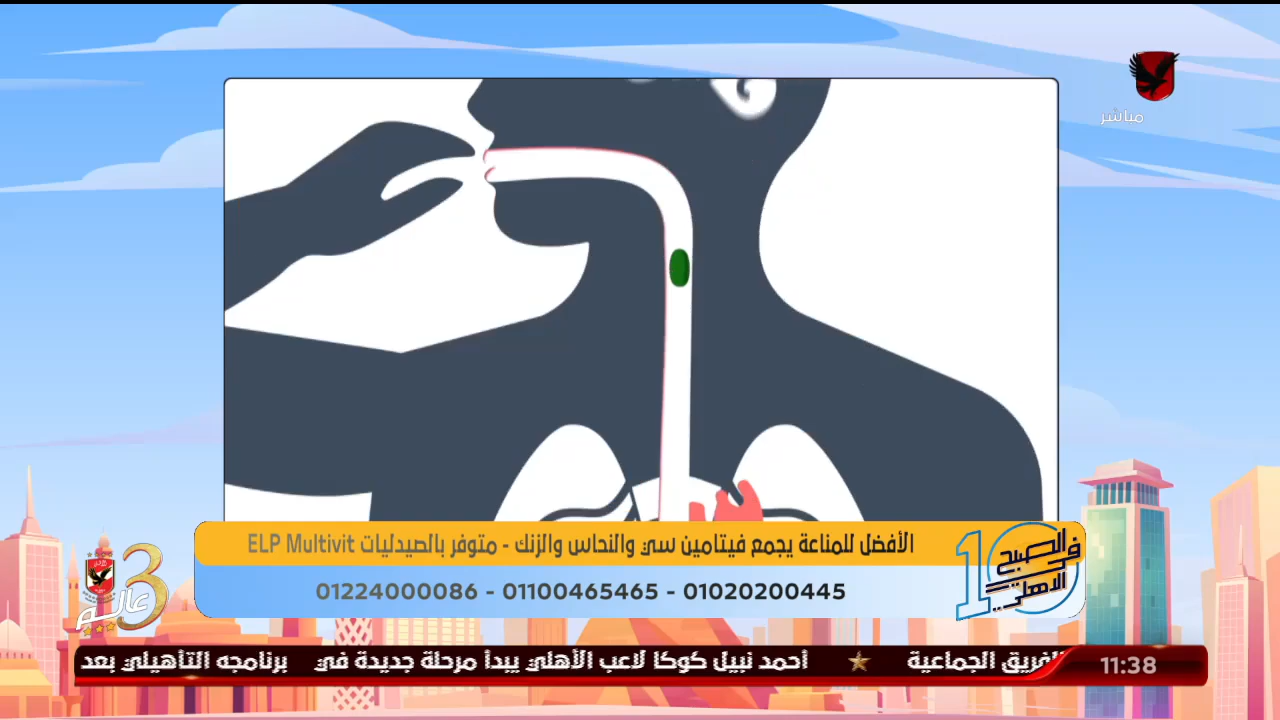 مباشر
الأفضل للمناعة يجمع فيتامين سي والنحاس والزنك - متوفر بالصيدليات ELP Multivit
01224000086 - 01100465465 - 01020200445
10 الصبح
في الأهلي
3 عالم
الفريق الجماعية ★ أحمد نبيل كوكا لاعب الأهلي يبدأ مرحلة جديدة في برنامجه التأهيلي بعد
11:38